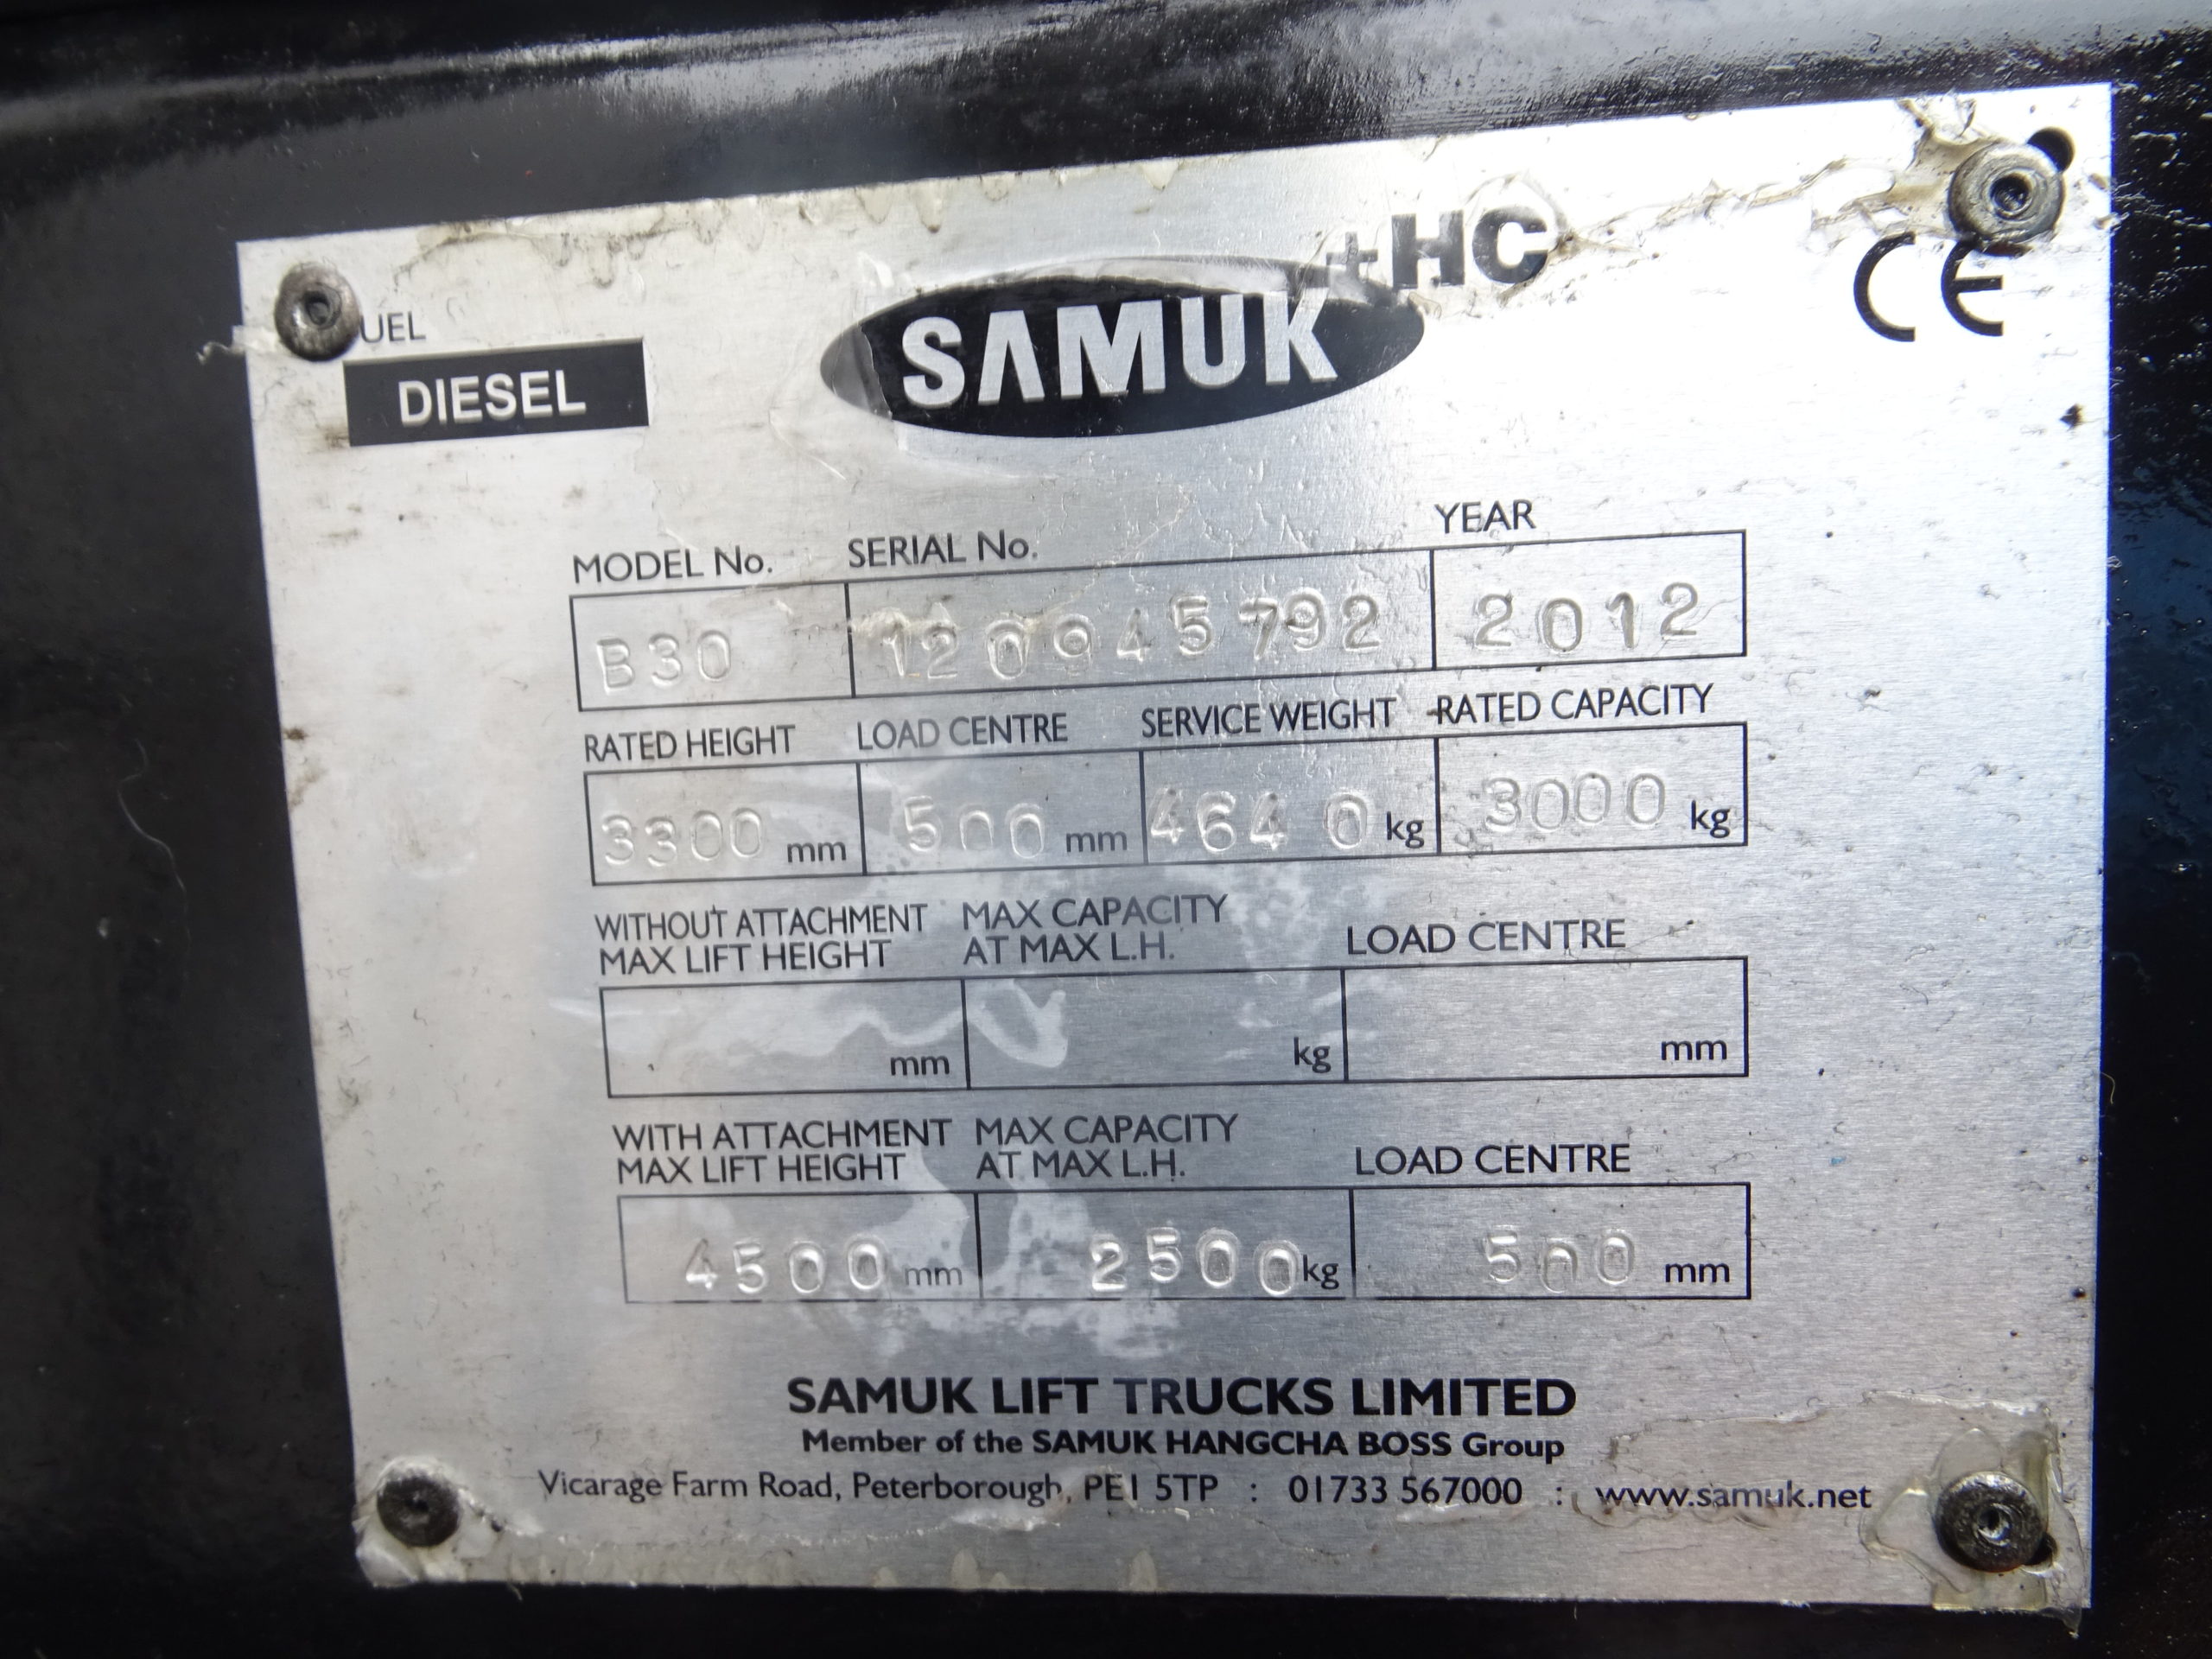 +HC
SAMUK
CE
UEL
DIESEL
MODEL No. SERIAL No. YEAR
B30 120945792 2012
RATED HEIGHT LOAD CENTRE SERVICE WEIGHT RATED CAPACITY
3300 mm 500 mm 4640 kg 3000 kg
WITHOUT ATTACHMENT MAX CAPACITY
MAX LIFT HEIGHT AT MAX L.H. LOAD CENTRE
mm kg mm
WITH ATTACHMENT MAX CAPACITY
MAX LIFT HEIGHT AT MAX L.H. LOAD CENTRE
4500 mm 2500 kg 500 mm
SAMUK LIFT TRUCKS LIMITED
Member of the SAMUK HANGCHA BOSS Group
Vicarage Farm Road, Peterborough, PE1 5TP : 01733 567000 : www.samuk.net